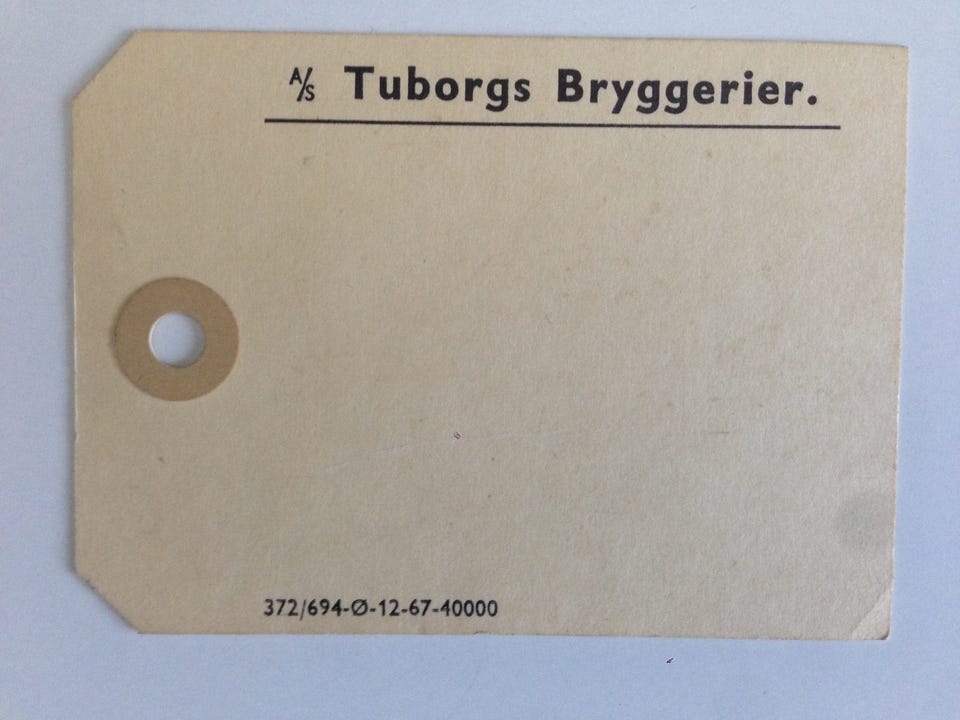 A/S Tuborgs Bryggerier.
372/694-Ø-12-67-40000